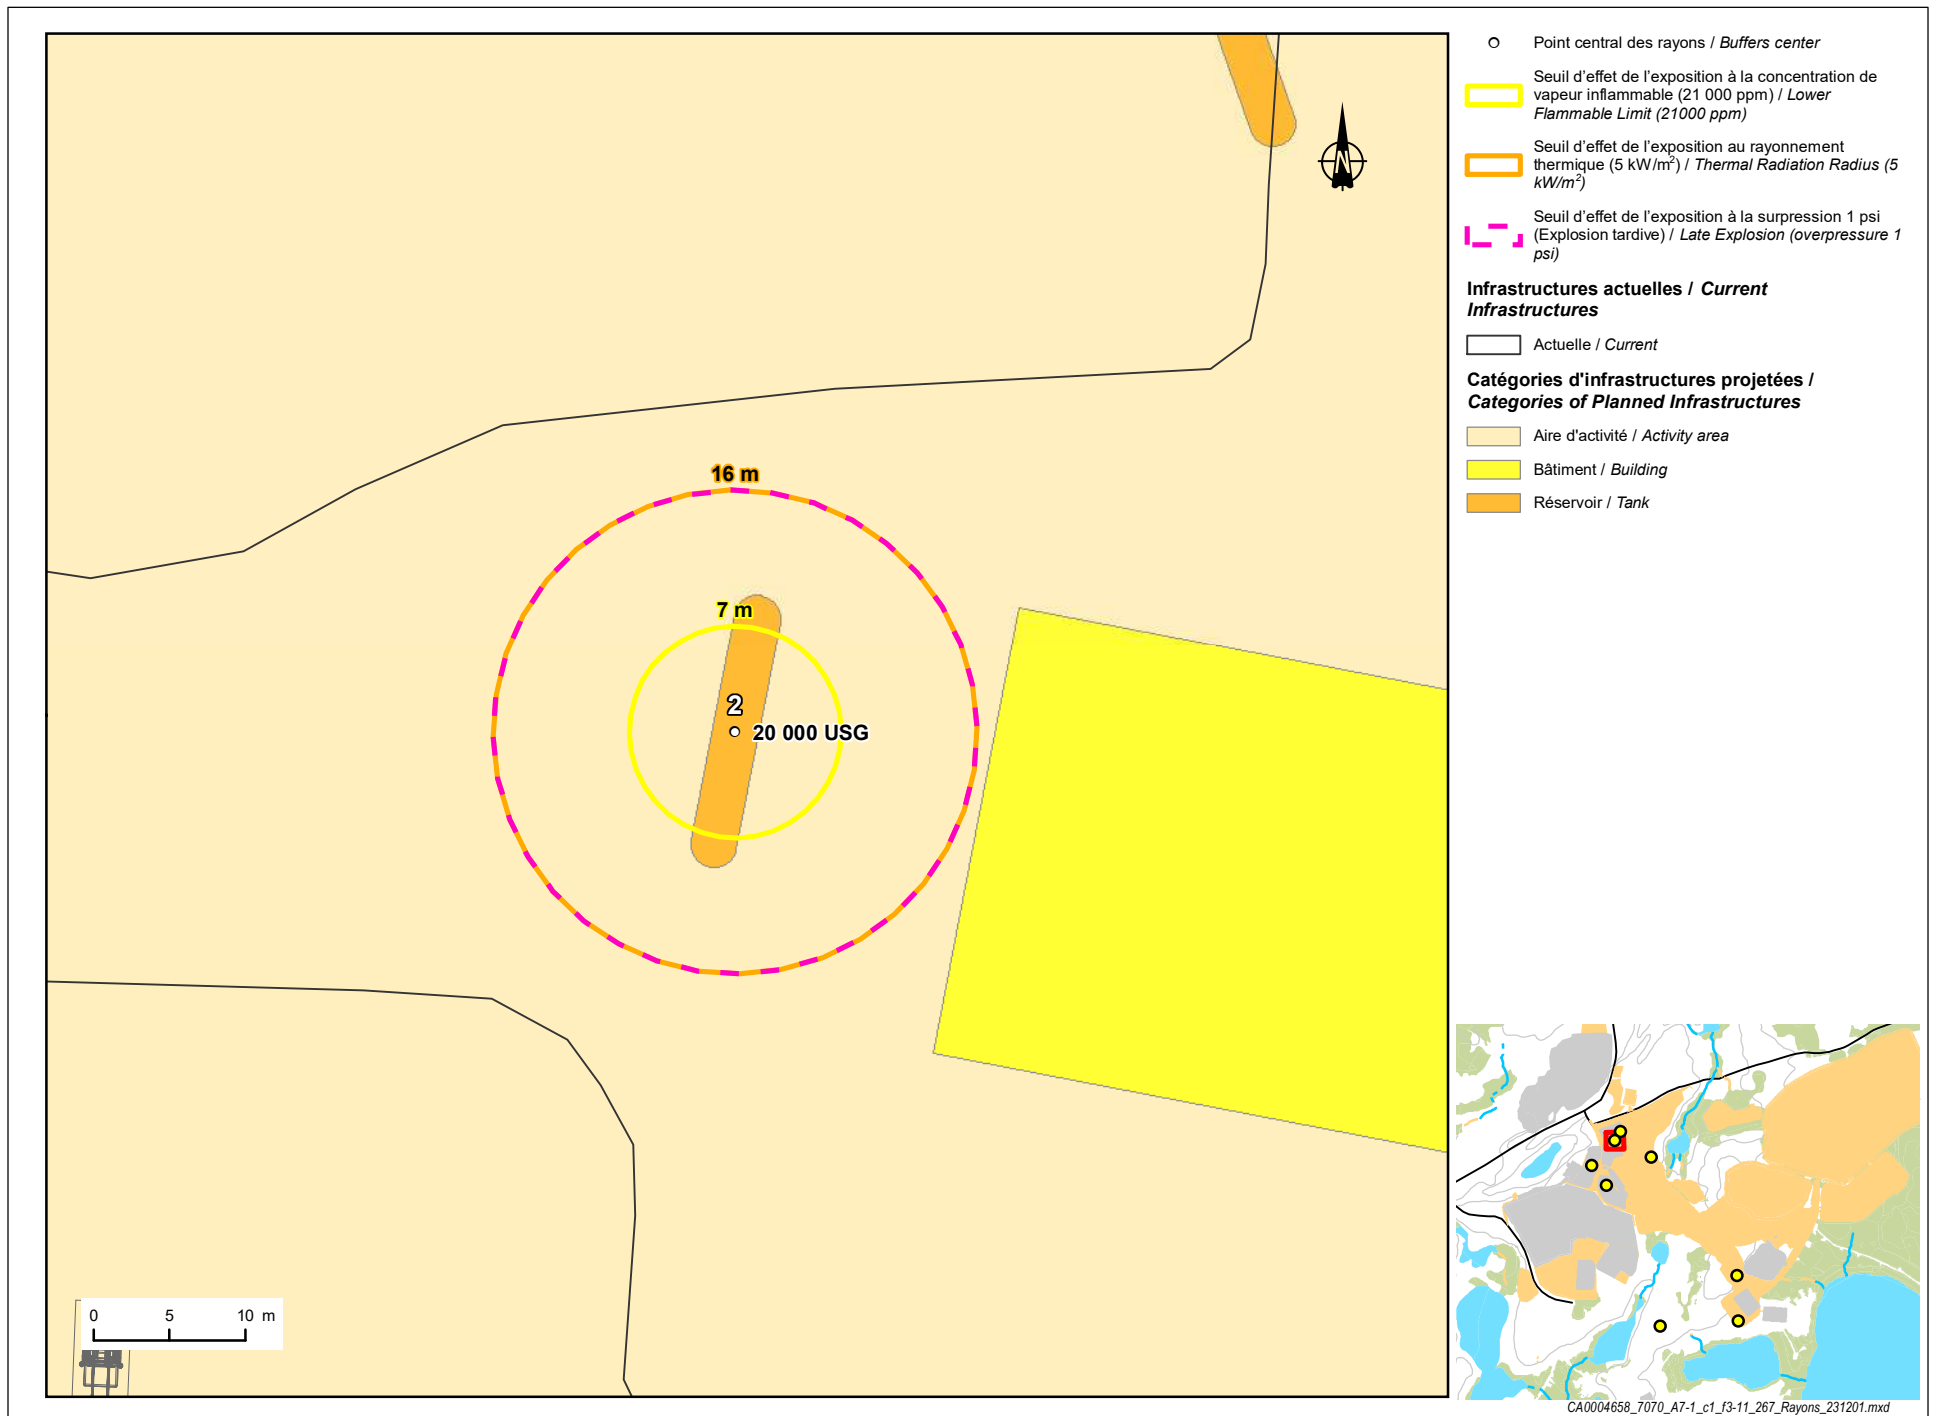 16 m
7 m
2
20 000 USG
N
0 5 10 m
Point central des rayons / Buffers center
Seuil d'effet de l'exposition à la concentration de
vapeur inflammable (21 000 ppm) / Lower
Flammable Limit (21000 ppm)
Seuil d'effet de l'exposition au rayonnement
thermique (5 kW/m²) / Thermal Radiation Radius (5
kW/m²)
Seuil d'effet de l'exposition à la surpression 1 psi
(Explosion tardive) / Late Explosion (overpressure 1
psi)
Infrastructures actuelles / Current
Infrastructures
Actuelle / Current
Catégories d'infrastructures projetées /
Categories of Planned Infrastructures
Aire d'activité / Activity area
Bâtiment / Building
Réservoir / Tank
CA0004658_7070_A7-1_c1_f3-11_267_Rayons_231201.mxd